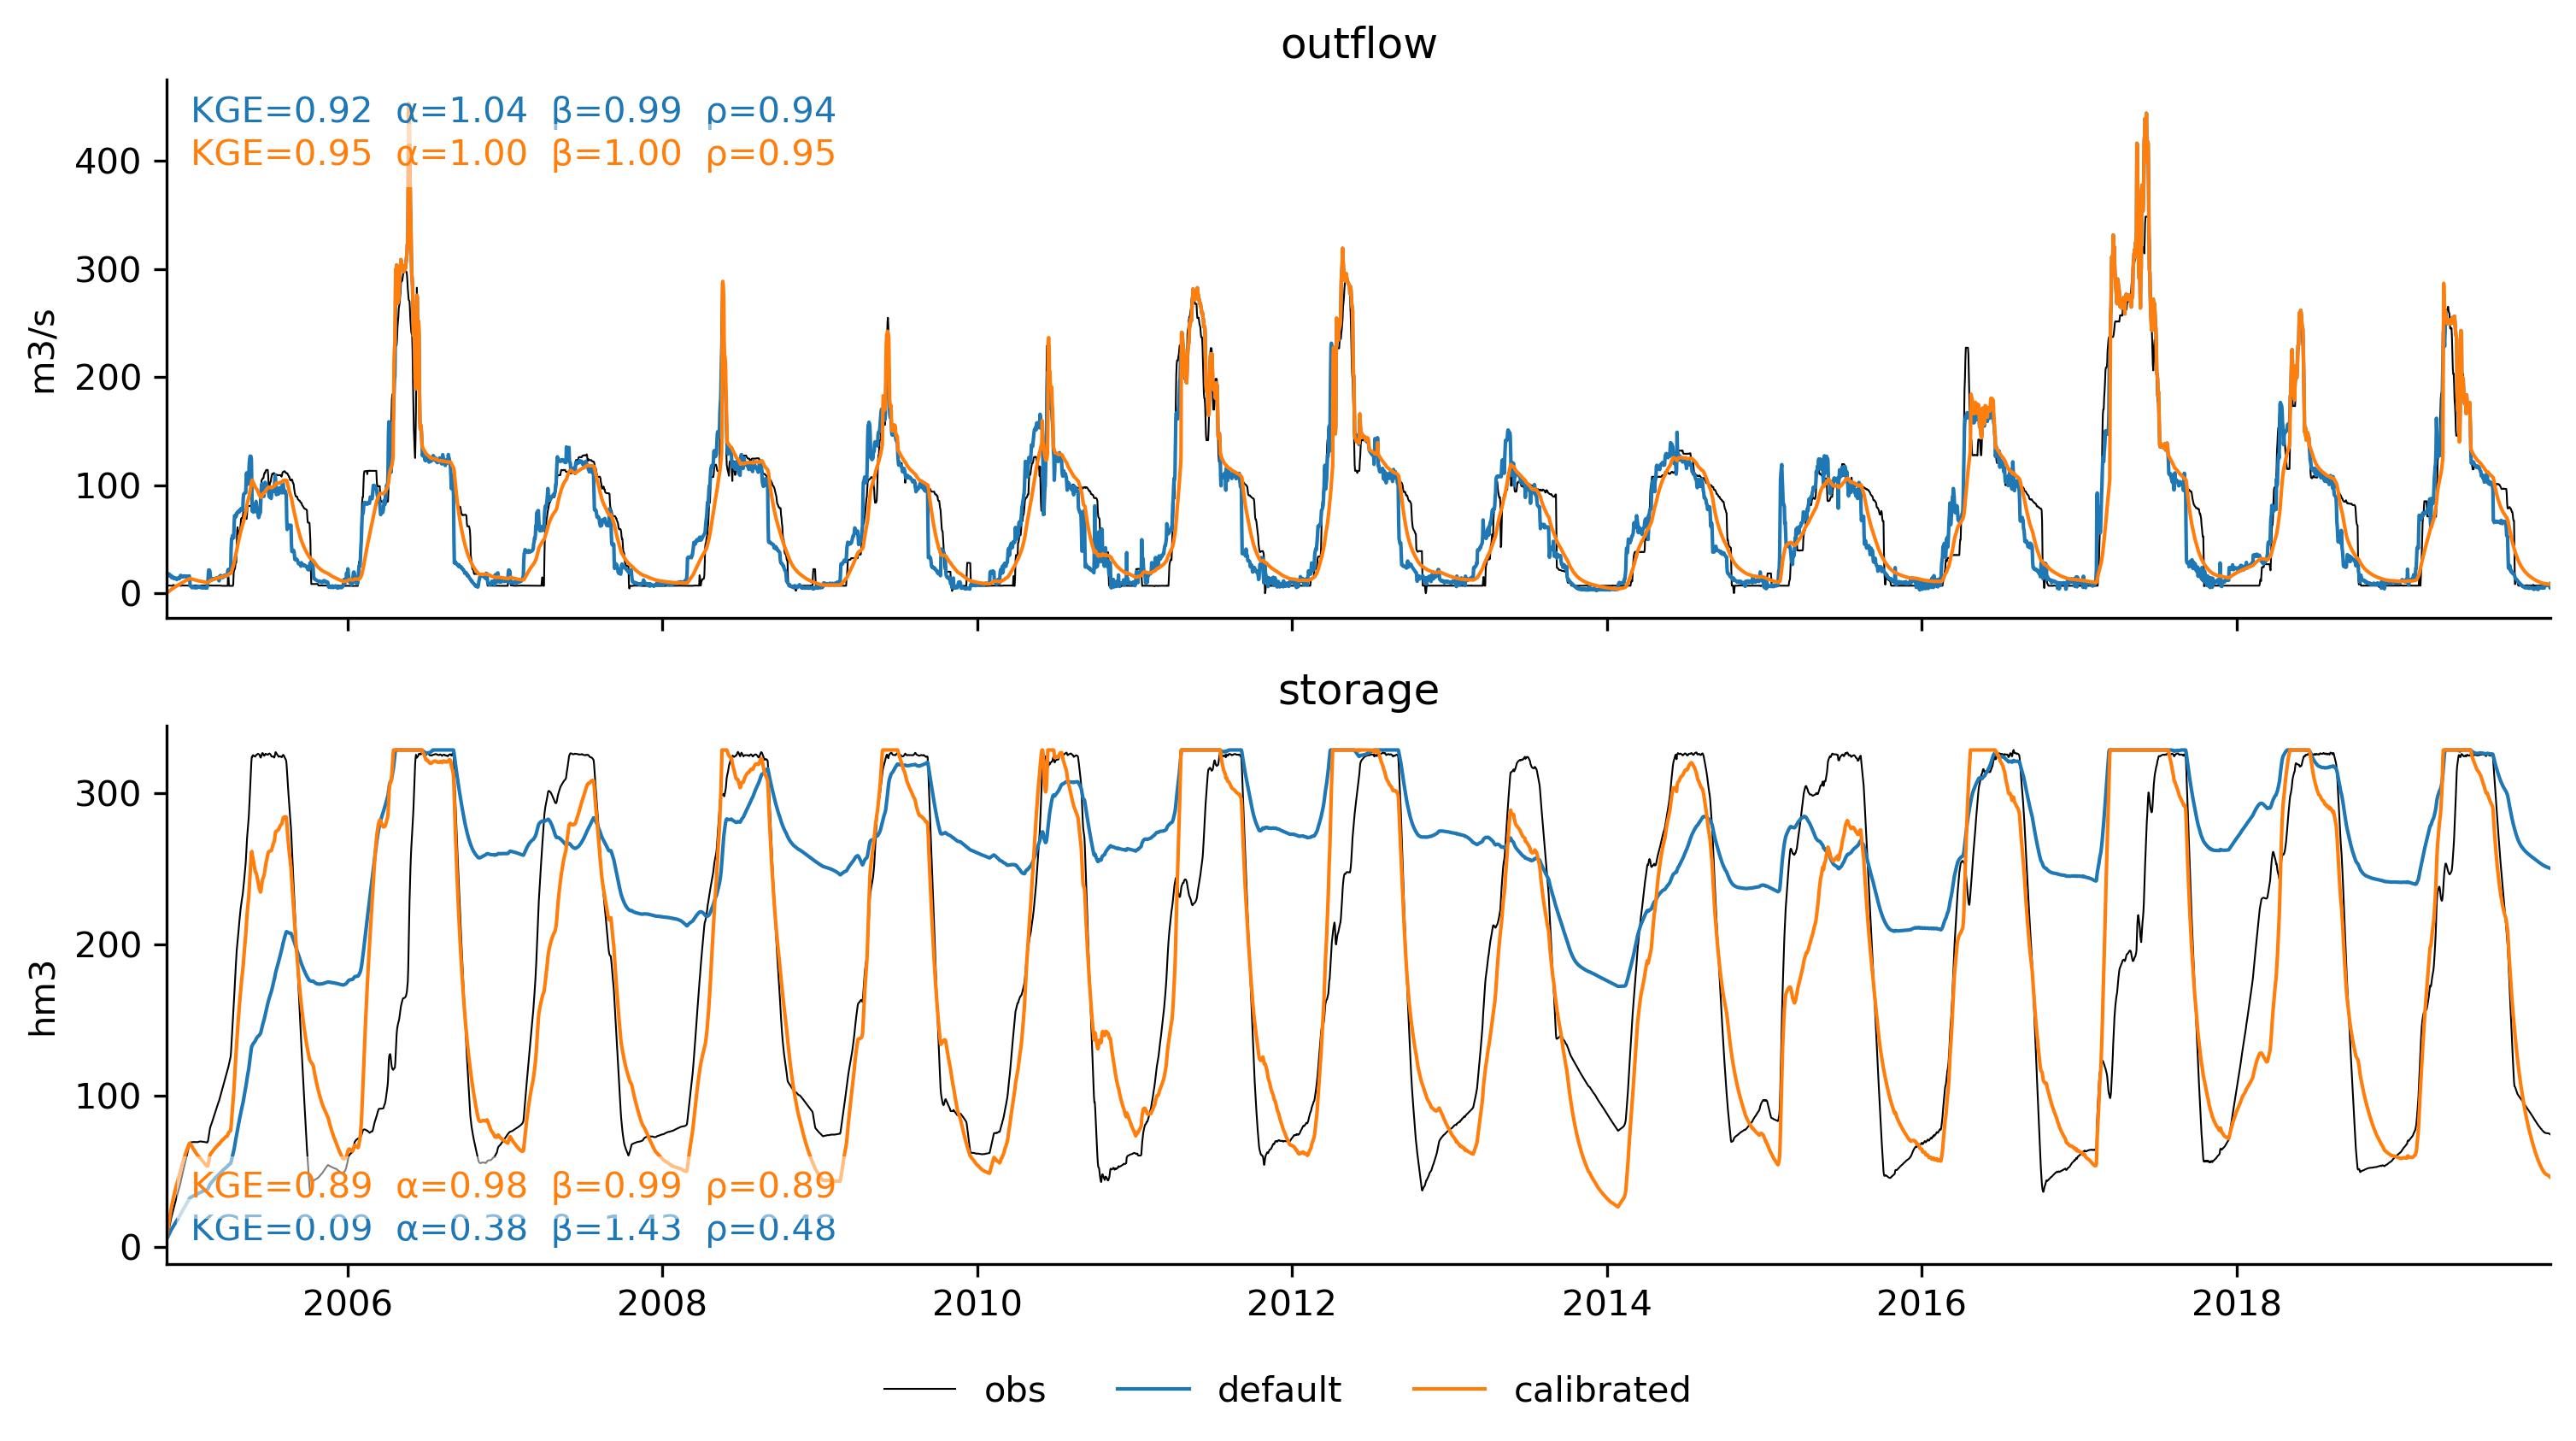 outflow
KGE=0.92 α=1.04 β=0.99 ρ=0.94
KGE=0.95 α=1.00 β=1.00 ρ=0.95
400
300
200
100
0
m3/s
storage
300
200
100
0
hm3
KGE=0.89 α=0.98 β=0.99 ρ=0.89
KGE=0.09 α=0.38 β=1.43 ρ=0.48
2006 2008 2010 2012 2014 2016 2018
obs default calibrated